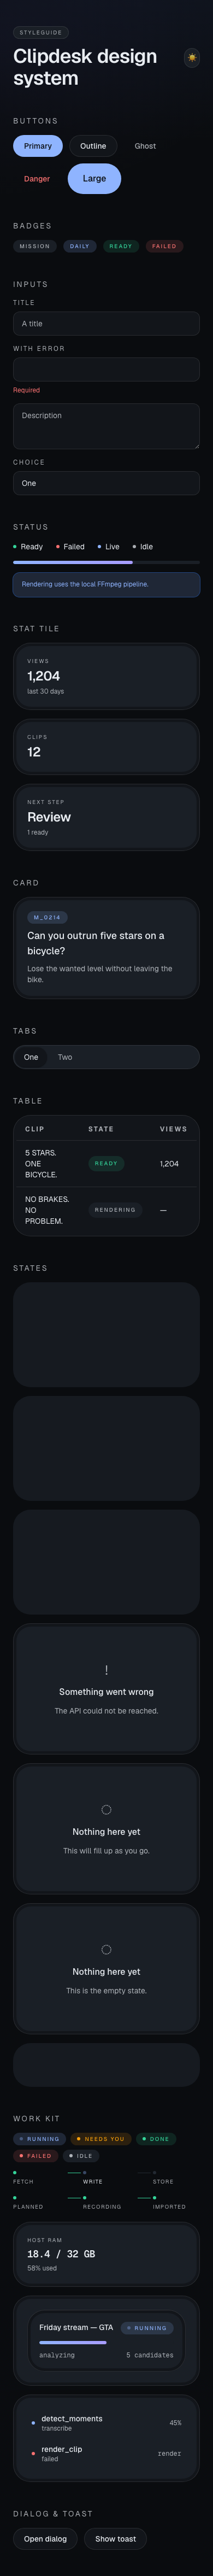 STYLEGUIDE
Clipdesk design
system
BUTTONS
Primary
Outline
Ghost
Danger
Large
BADGES
MISSION
DAILY
READY
FAILED
INPUTS
TITLE
A title
WITH ERROR
Required
Description
CHOICE
One
STATUS
Ready
Failed
Live
Idle
Rendering uses the local FFmpeg pipeline.
STAT TILE
VIEWS
1,204
last 30 days
CLIPS
12
NEXT STEP
Review
1 ready
CARD
M_0214
Can you outrun five stars on a
bicycle?
Lose the wanted level without leaving the
bike.
TABS
One
Two
TABLE
CLIP STATE VIEWS
5 STARS.
ONE
BICYCLE.
READY
1,204
NO BRAKES.
NO
PROBLEM.
RENDERING
—
STATES
!
Something went wrong
The API could not be reached.
Nothing here yet
This will fill up as you go.
Nothing here yet
This is the empty state.
WORK KIT
RUNNING
NEEDS YOU
DONE
FAILED
IDLE
FETCH
WRITE
STORE
PLANNED
RECORDING
IMPORTED
HOST RAM
18.4 / 32 GB
58% used
Friday stream — GTA
RUNNING
analyzing
5 candidates
detect_moments
transcribe
45%
render_clip
failed
render
DIALOG & TOAST
Open dialog
Show toast